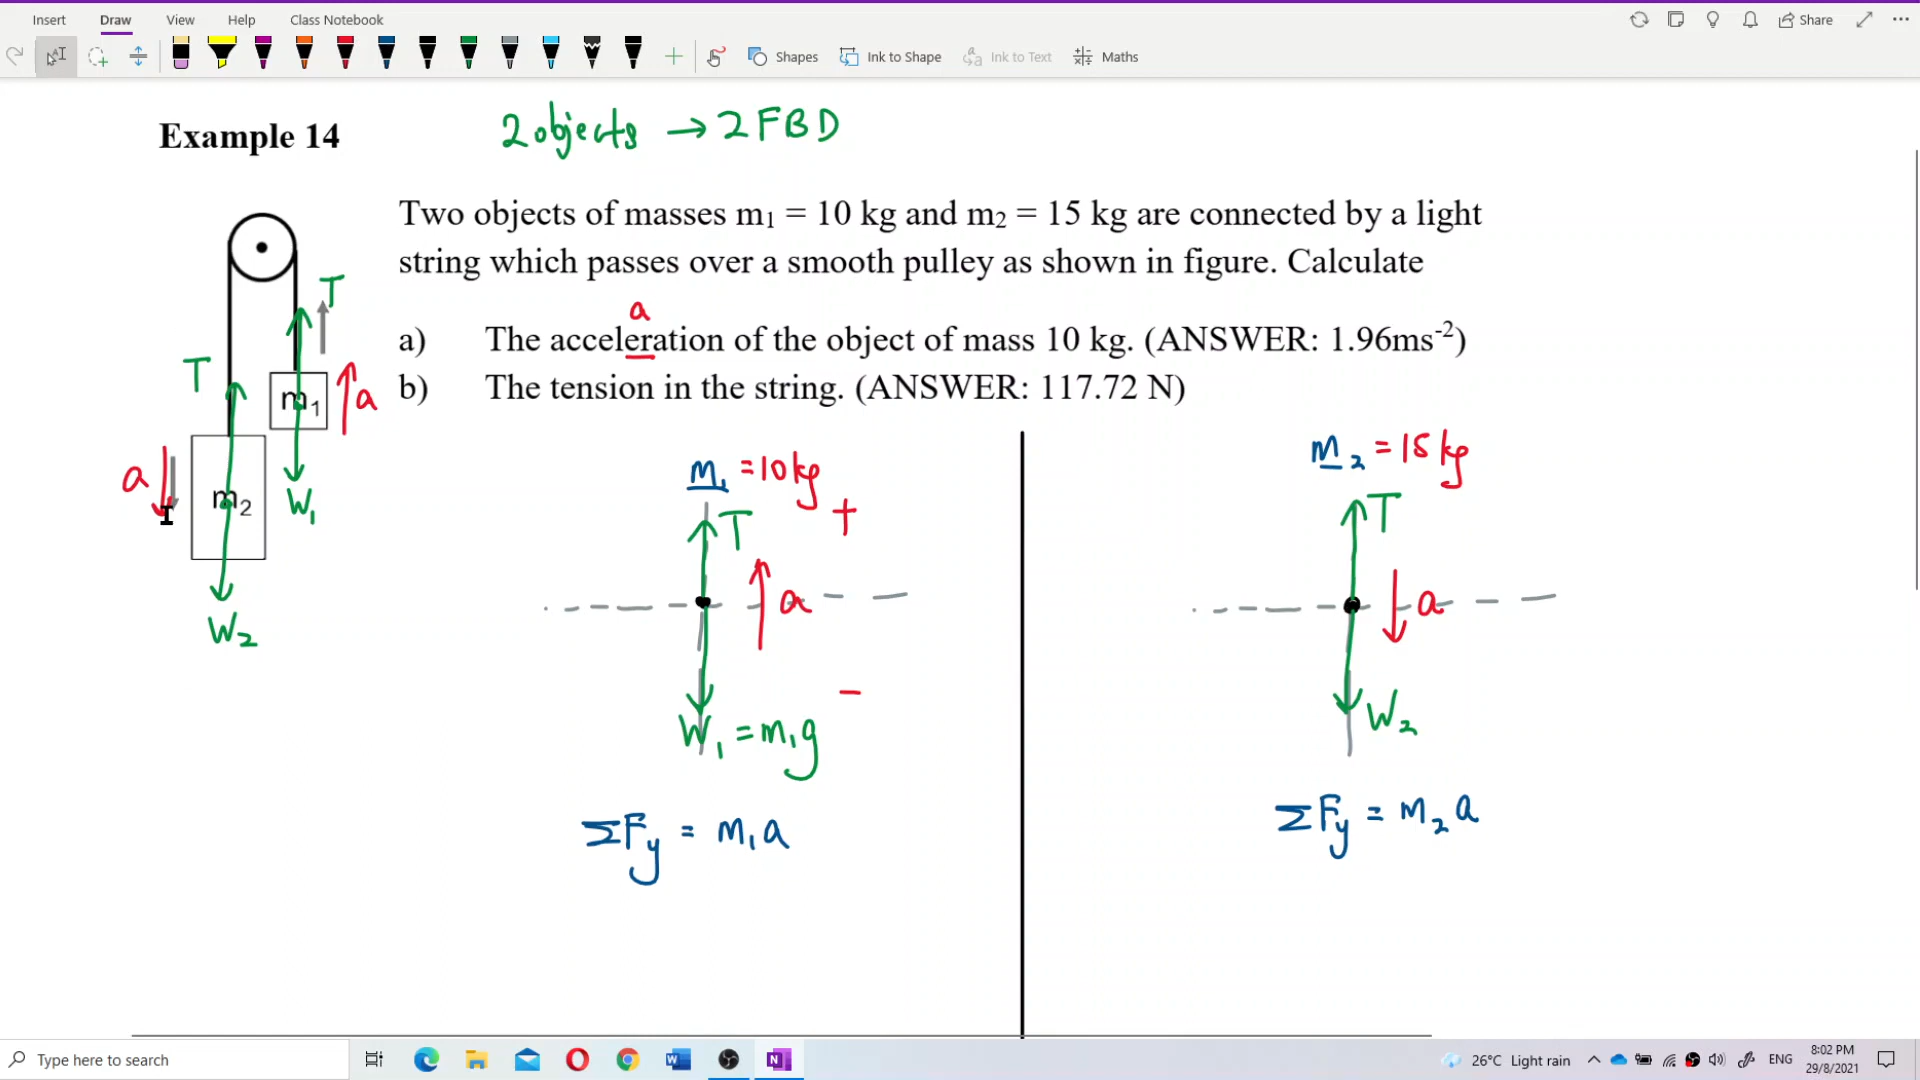 Insert Draw View Help Class Notebook Share
Shapes Ink to Shape Ink to Text Maths
Example 14
2 objects → 2 FBD
Two objects of masses m₁ = 10 kg and m₂ = 15 kg are connected by a light
string which passes over a smooth pulley as shown in figure. Calculate
a
a) The acceleration of the object of mass 10 kg. (ANSWER: 1.96ms⁻²)
b) The tension in the string. (ANSWER: 117.72 N)
T
T
m₁
a
a
m₂
W₁
W₂
m₁ = 10 kg
T
+
a
−
W₁ = m₁g
ΣFy = m₁a
m₂ = 15 kg
T
a
W₂
ΣFy = m₂a
Type here to search
26°C Light rain
ENG
8:02 PM
29/8/2021